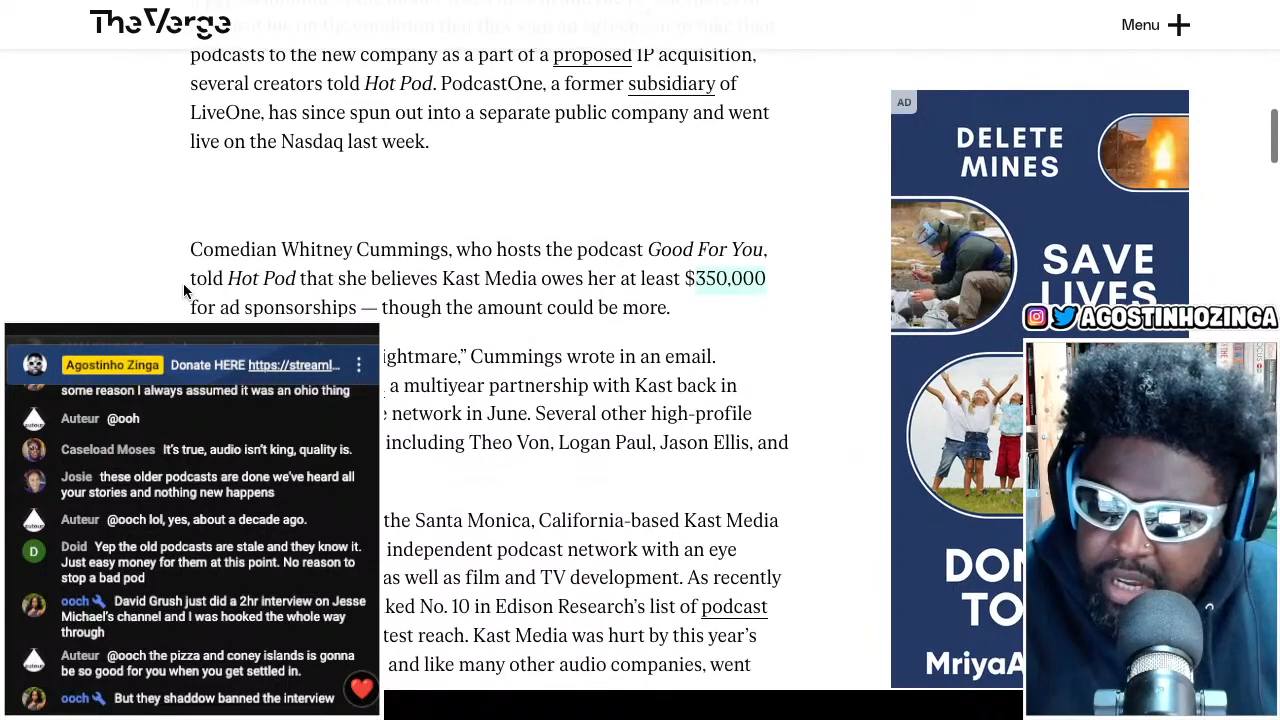 The Verge
Menu
podcasts to the new company as a part of a proposed IP acquisition,
several creators told Hot Pod. PodcastOne, a former subsidiary of
LiveOne, has since spun out into a separate public company and went
live on the Nasdaq last week.
Comedian Whitney Cummings, who hosts the podcast Good For You,
told Hot Pod that she believes Kast Media owes her at least $350,000
for ad sponsorships — though the amount could be more.
ightmare,” Cummings wrote in an email.
a multiyear partnership with Kast back in
network in June. Several other high-profile
including Theo Von, Logan Paul, Jason Ellis, and
the Santa Monica, California-based Kast Media
independent podcast network with an eye
as well as film and TV development. As recently
ked No. 10 in Edison Research’s list of podcast
test reach. Kast Media was hurt by this year’s
and like many other audio companies, went
Agostinho Zinga Donate HERE https://streaml...
some reason I always assumed it was an ohio thing
Auteur @ooh
Caseload Moses It’s true, audio isn't king, quality is.
Josie these older podcasts are done we've heard all
your stories and nothing new happens
Auteur @ooch lol, yes, about a decade ago.
D
Doid Yep the old podcasts are stale and they know it.
Just easy money for them at this point. No reason to
stop a bad pod
ooch David Grush just did a 2hr interview on Jesse
Michael's channel and I was hooked the whole way
through
Auteur @ooch the pizza and coney islands is gonna
be so good for you when you get settled in.
ooch But they shaddow banned the interview
AD
DELETE
MINES
SAVE
LIVES
DON
TO
MriyaA
@AGOSTINHOZINGA